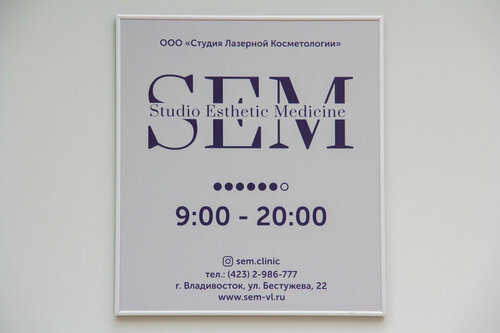 ООО «Студия Лазерной Косметологии»
SEM
Studio Esthetic Medicine
9:00 - 20:00
sem.clinic
тел.: (423) 2-986-777
г. Владивосток, ул. Бестужева, 22
www.sem-vl.ru